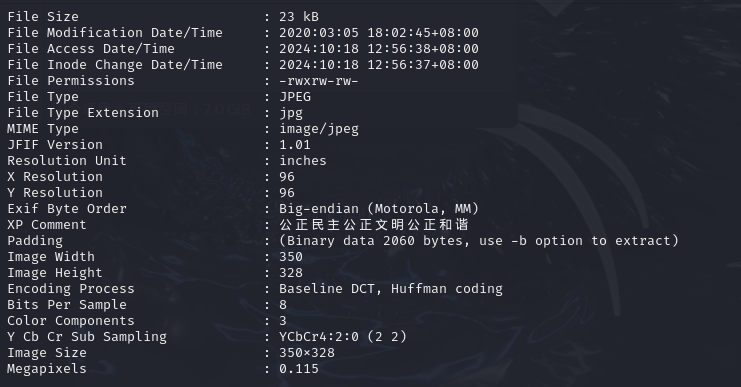 File Size : 23 kB
File Modification Date/Time : 2020:03:05 18:02:45+08:00
File Access Date/Time : 2024:10:18 12:56:38+08:00
File Inode Change Date/Time : 2024:10:18 12:56:37+08:00
File Permissions : -rwxrw-rw-
File Type : JPEG
File Type Extension : jpg
MIME Type : image/jpeg
JFIF Version : 1.01
Resolution Unit : inches
X Resolution : 96
Y Resolution : 96
Exif Byte Order : Big-endian (Motorola, MM)
XP Comment : 公正民主公正文明公正和谐
Padding : (Binary data 2060 bytes, use -b option to extract)
Image Width : 350
Image Height : 328
Encoding Process : Baseline DCT, Huffman coding
Bits Per Sample : 8
Color Components : 3
Y Cb Cr Sub Sampling : YCbCr4:2:0 (2 2)
Image Size : 350×328
Megapixels : 0.115